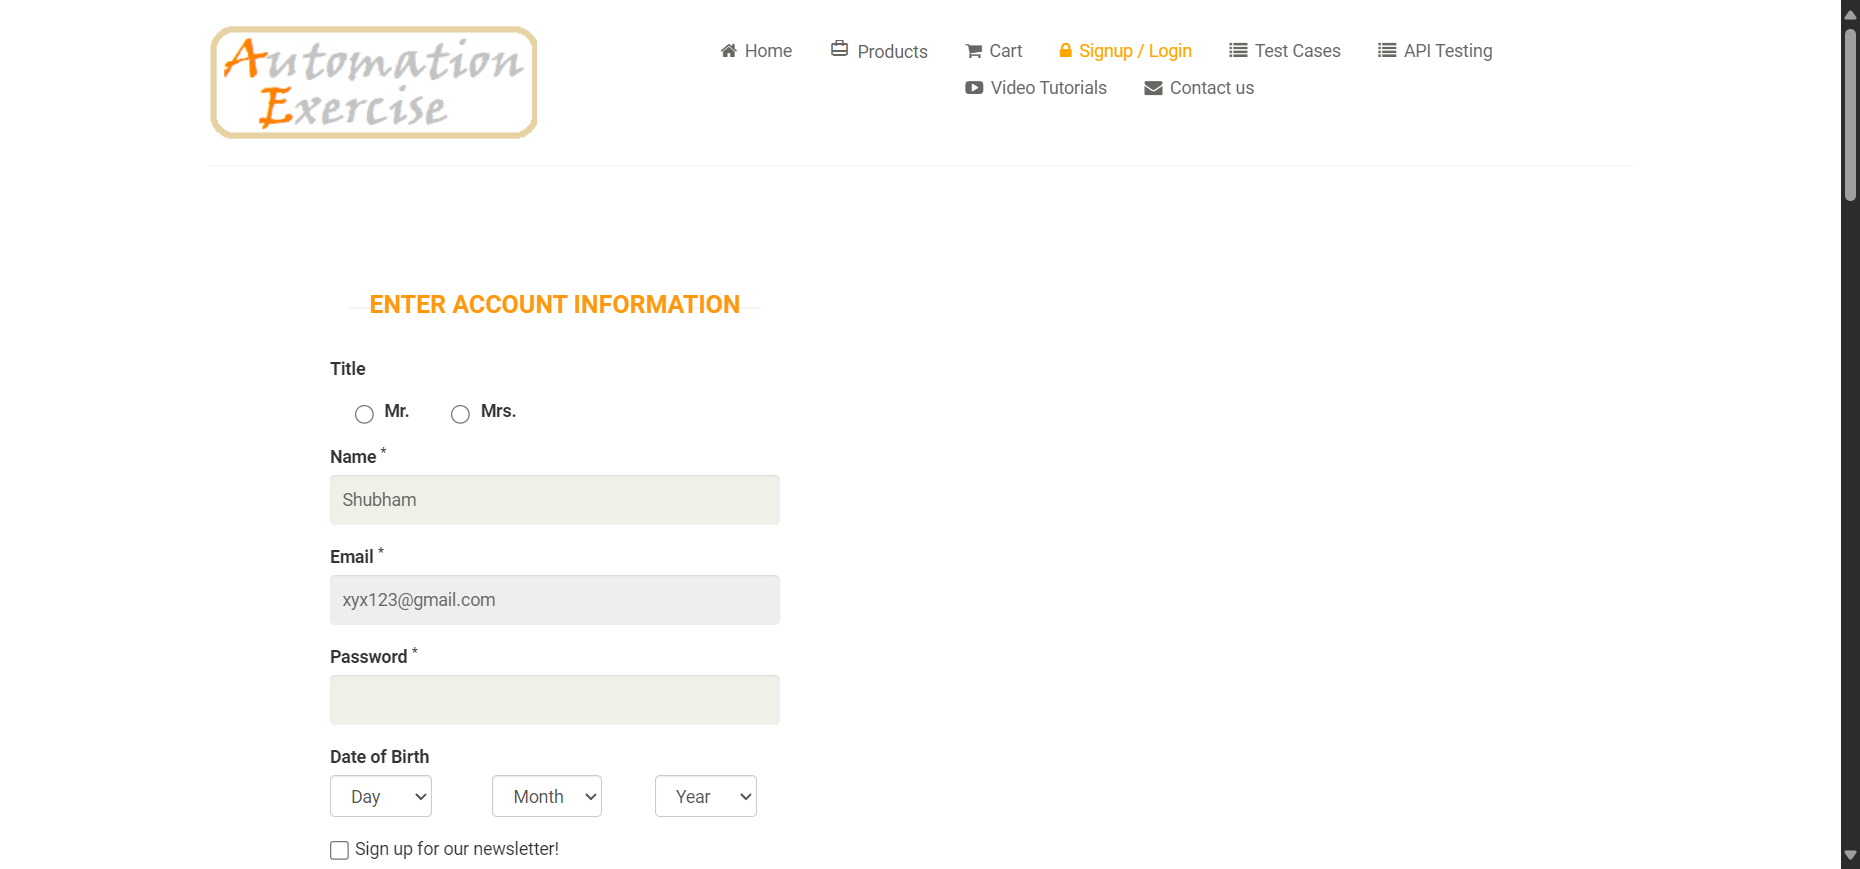 Automation
Exercise
Home
Products
Cart
Signup / Login
Test Cases
API Testing
Video Tutorials
Contact us
ENTER ACCOUNT INFORMATION
Title
Mr.
Mrs.
Name *
Shubham
Email *
xyx123@gmail.com
Password *
Date of Birth
Day
Month
Year
Sign up for our newsletter!